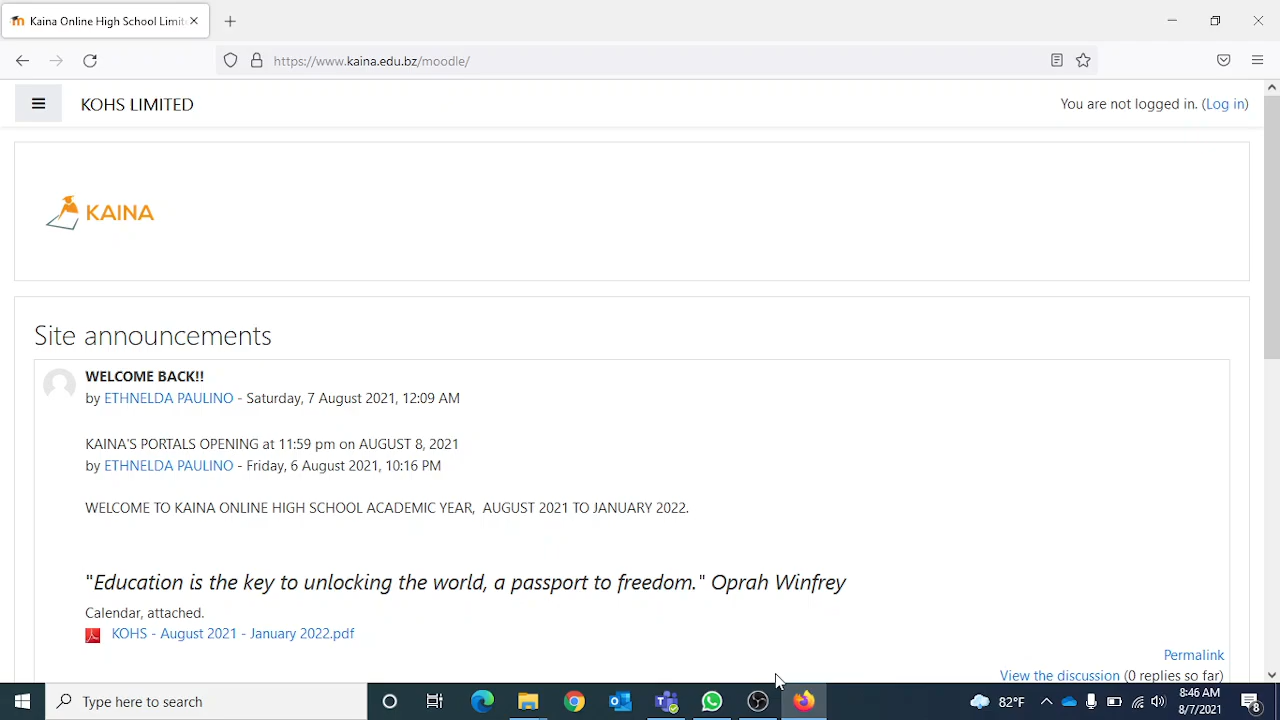 Kaina Online High School Limit
https://www.kaina.edu.bz/moodle/
KOHS LIMITED
You are not logged in. (Log in)
KAINA
Site announcements
WELCOME BACK!!
by ETHNELDA PAULINO - Saturday, 7 August 2021, 12:09 AM
KAINA'S PORTALS OPENING at 11:59 pm on AUGUST 8, 2021
by ETHNELDA PAULINO - Friday, 6 August 2021, 10:16 PM
WELCOME TO KAINA ONLINE HIGH SCHOOL ACADEMIC YEAR, AUGUST 2021 TO JANUARY 2022.
"Education is the key to unlocking the world, a passport to freedom." Oprah Winfrey
Calendar, attached.
KOHS - August 2021 - January 2022.pdf
Permalink
View the discussion (0 replies so far)
Type here to search
82°F
8:46 AM
8/7/2021
8